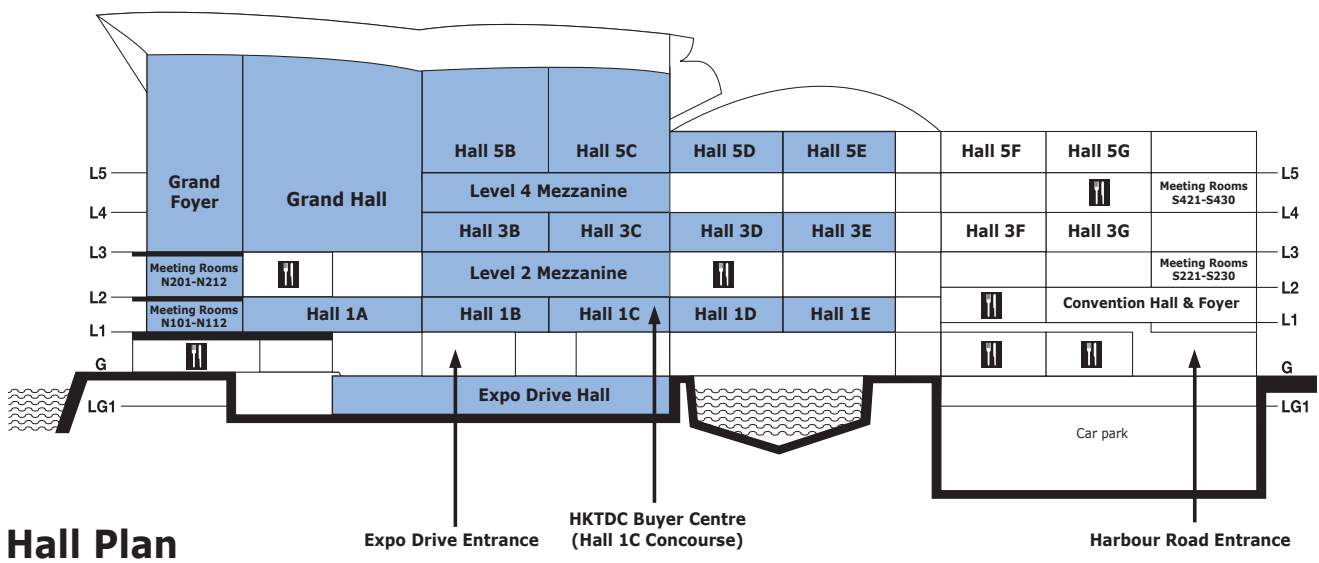 Hall 5B
Hall 5C
Hall 5D
Hall 5E
Hall 5F
Hall 5G
L5
L5
Grand
Foyer
Grand Hall
Level 4 Mezzanine
Meeting Rooms
S421-S430
L4
L4
Hall 3B
Hall 3C
Hall 3D
Hall 3E
Hall 3F
Hall 3G
L3
L3
Meeting Rooms
N201-N212
Level 2 Mezzanine
Meeting Rooms
S221-S230
L2
L2
Meeting Rooms
N101-N112
Hall 1A
Hall 1B
Hall 1C
Hall 1D
Hall 1E
Convention Hall & Foyer
L1
L1
G
G
Expo Drive Hall
LG1
LG1
Car park
Hall Plan
Expo Drive Entrance
HKTDC Buyer Centre
(Hall 1C Concourse)
Harbour Road Entrance